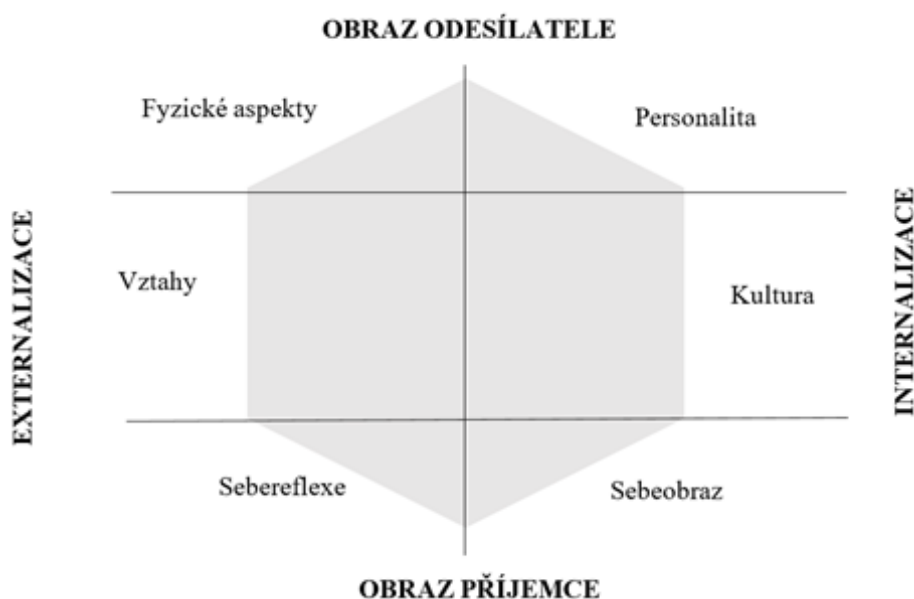 OBRAZ ODESÍLATELE
Fyzické aspekty
Personalita
EXTERNALIZACE
Vztahy
Kultura
INTERNALIZACE
Sebereflexe
Sebeobraz
OBRAZ PŘÍJEMCE